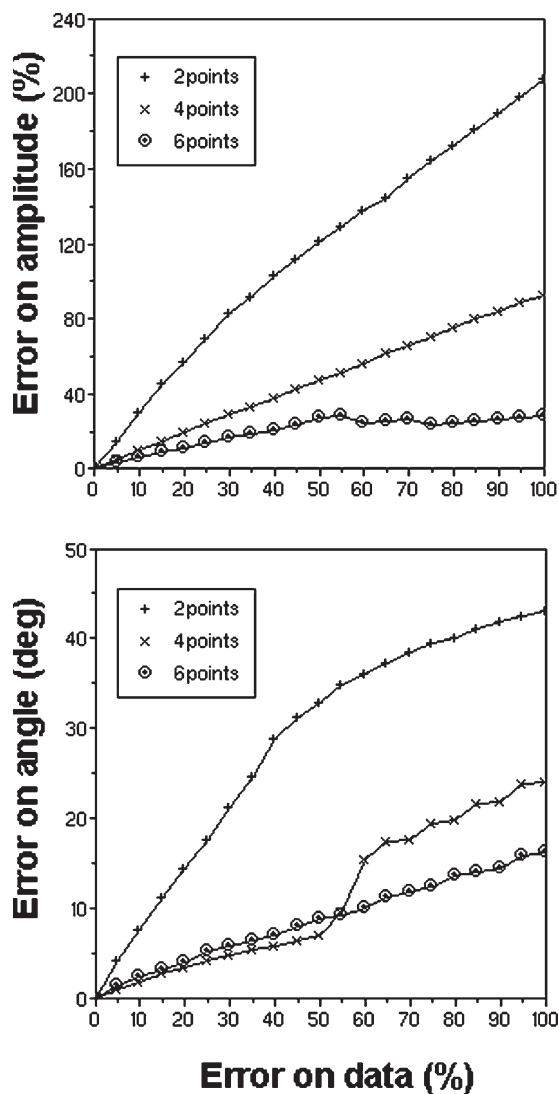 Error on amplitude (%)
240
200
160
120
80
40
0
2points
4points
6points
0 10 20 30 40 50 60 70 80 90 100
Error on angle (deg)
50
40
30
20
10
0
2points
4points
6points
0 10 20 30 40 50 60 70 80 90 100
Error on data (%)